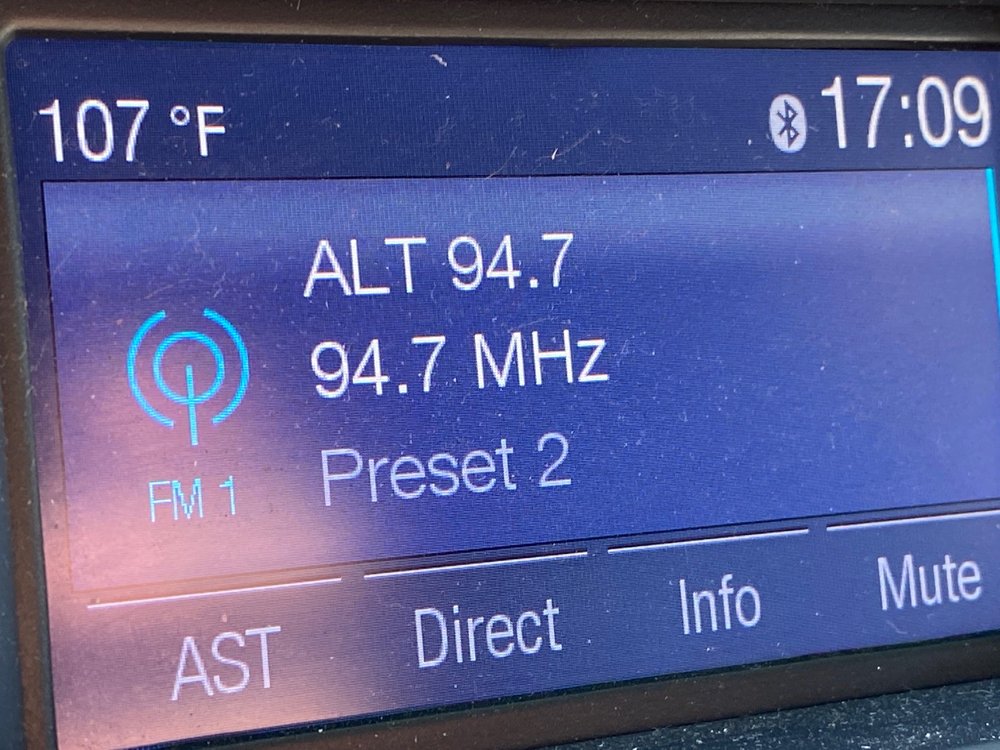 107 °F 17:09
ALT 94.7
94.7 MHz
Preset 2
FM 1
AST Direct Info Mute